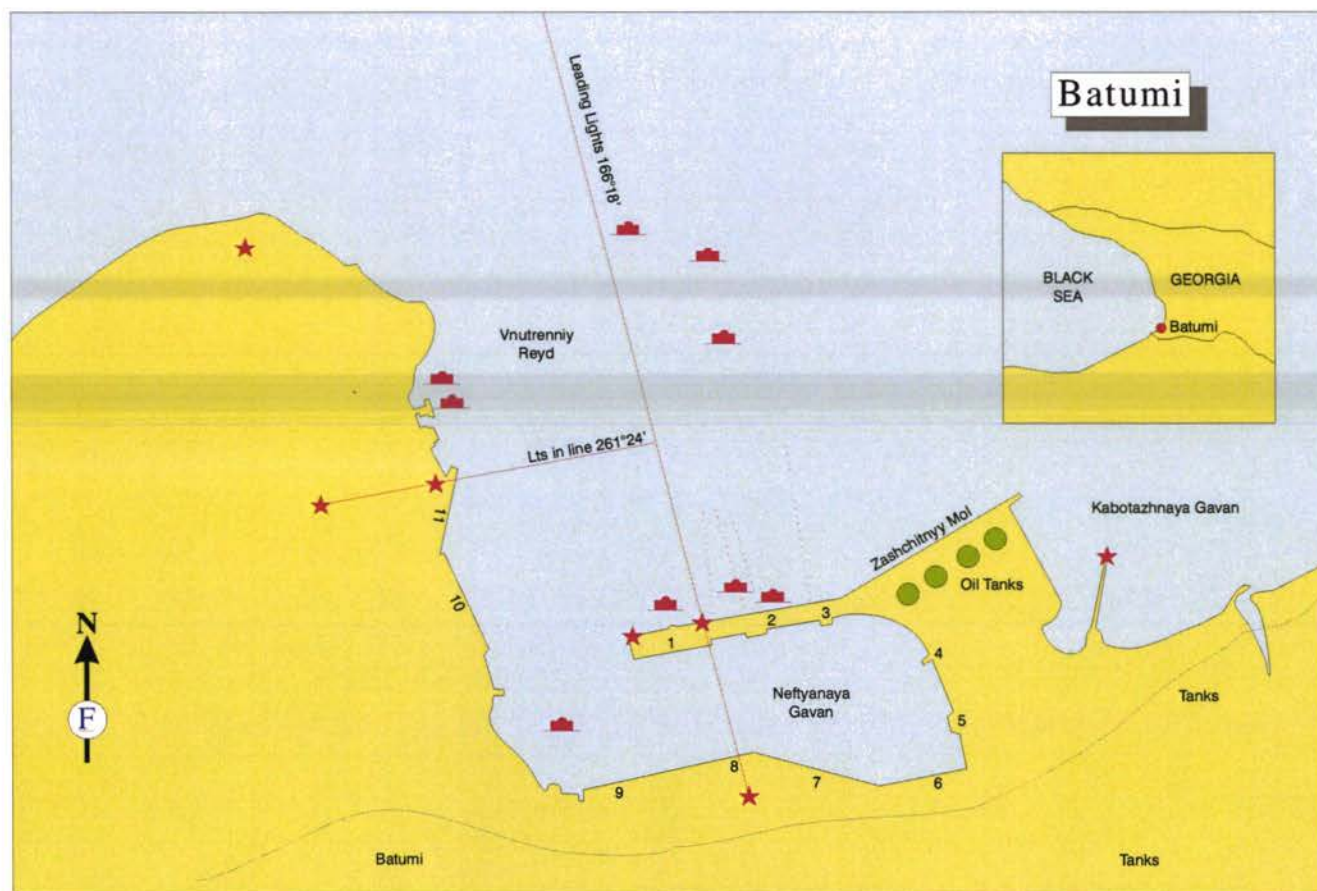 Batumi
Leading Lights 166°18'
BLACK
SEA
GEORGIA
Batumi
Vnutrenniy
Reyd
Lts in line 261°24'
11
10
Zashchitnyy Mol
Kabotazhnaya Gavan
Oil Tanks
1
2
3
4
5
6
7
8
9
Neftyanaya
Gavan
Tanks
N
F
Batumi
Tanks